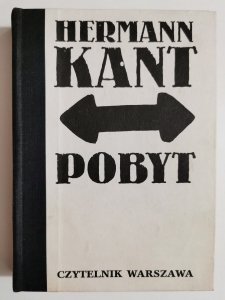 HERMANN
KANT
POBYT
CZYTELNIK WARSZAWA